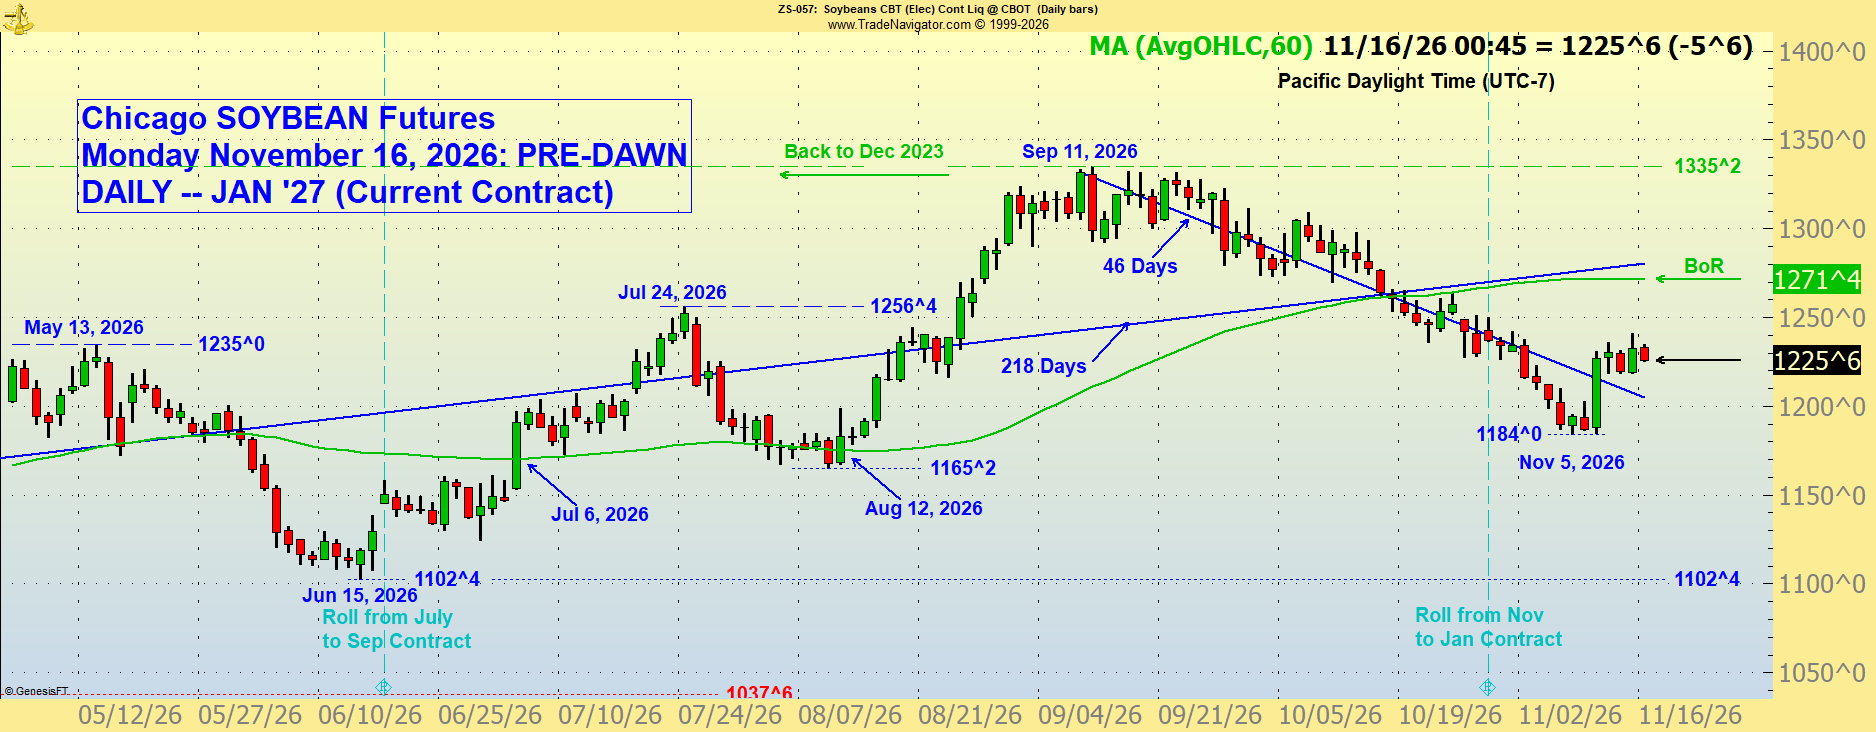 ZS-057: Soybeans CBT (Elec) Cont Liq @ CBOT (Daily bars)
www.TradeNavigator.com © 1999-2026
MA (AvgOHLC,60) 11/16/26 00:45 = 1225^6 (-5^6)
Pacific Daylight Time (UTC-7)
Chicago SOYBEAN Futures
Monday November 16, 2026: PRE-DAWN
DAILY -- JAN '27 (Current Contract)
Back to Dec 2023
Sep 11, 2026
1335^2
46 Days
BoR
Jul 24, 2026
1256^4
May 13, 2026
1235^0
218 Days
1184^0
Nov 5, 2026
1165^2
Aug 12, 2026
Jul 6, 2026
1102^4
1102^4
Jun 15, 2026
Roll from July
to Sep Contract
Roll from Nov
to Jan Contract
R
R
© GenesisFT
1037^6
1400^0
1350^0
1300^0
1271^4
1250^0
1225^6
1200^0
1150^0
1100^0
1050^0
05/12/26 05/27/26 06/10/26 06/25/26 07/10/26 07/24/26 08/07/26 08/21/26 09/04/26 09/21/26 10/05/26 10/19/26 11/02/26 11/16/26